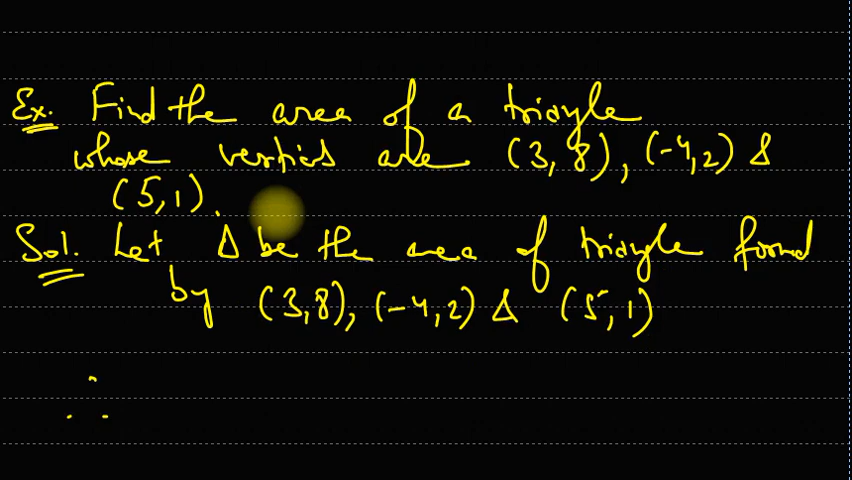 Ex. Find the area of a triangle
whose vertices are (3, 8), (-4, 2) &
(5, 1).
Sol. Let Δ be the area of triangle formed
by (3, 8), (-4, 2) & (5, 1)
∴